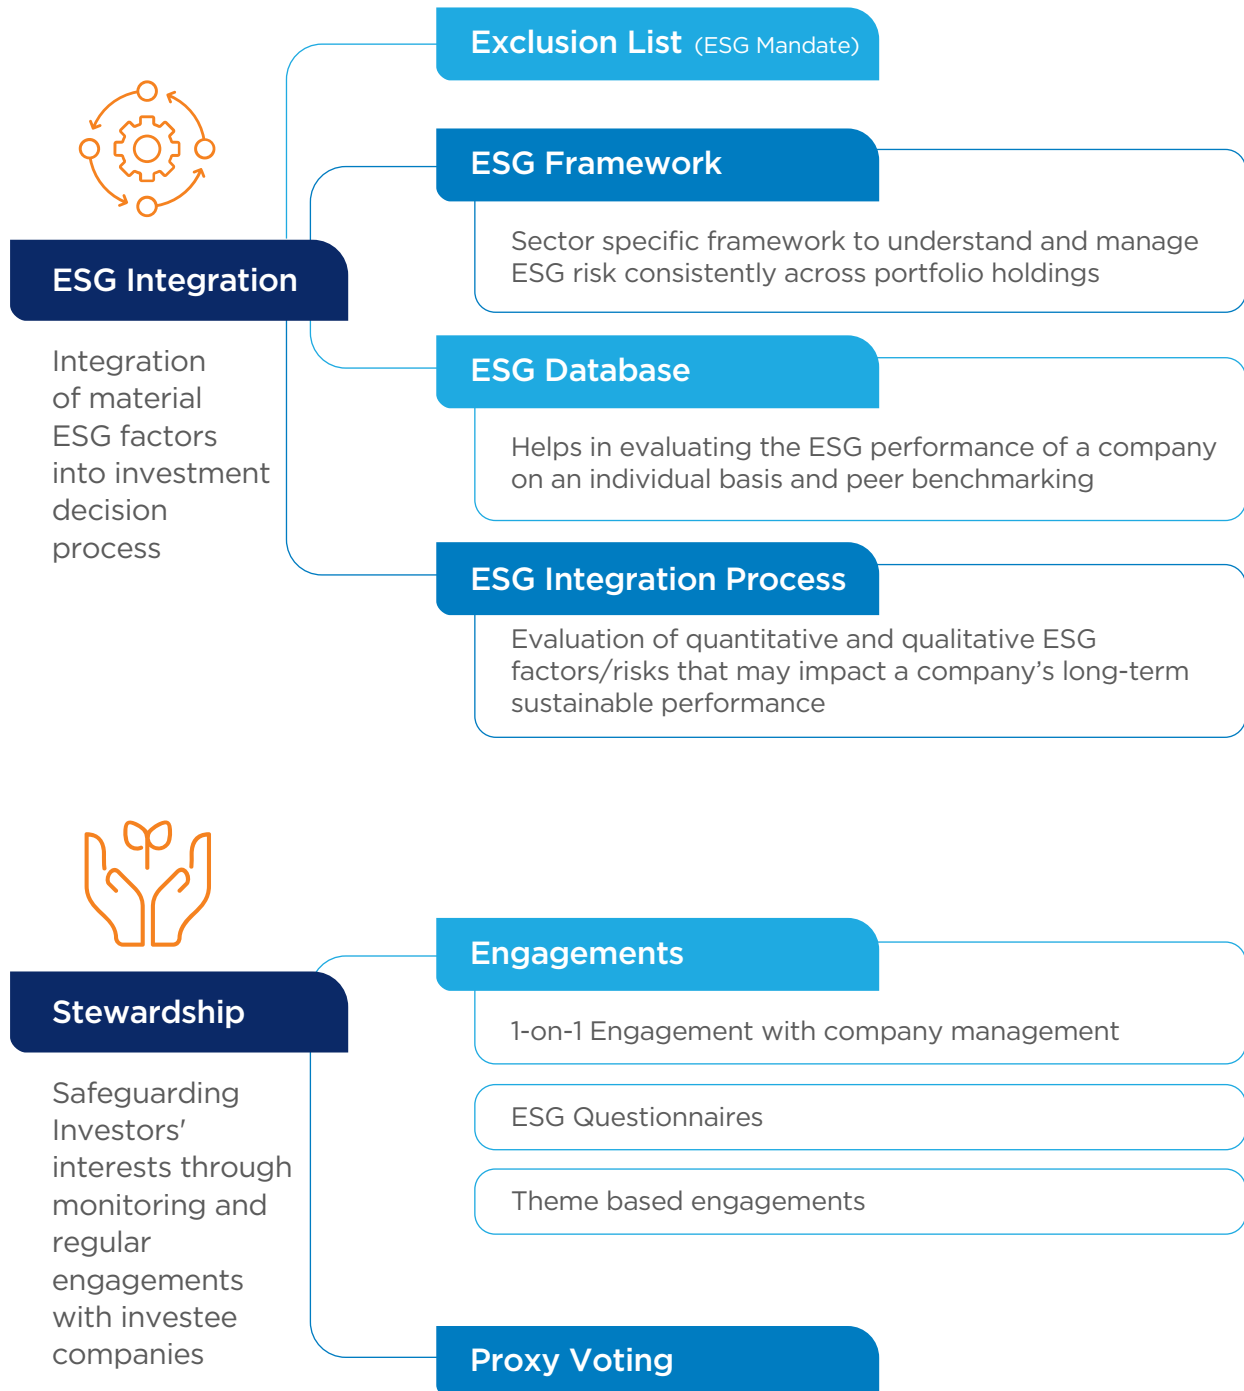 Exclusion List (ESG Mandate)
ESG Framework
Sector specific framework to understand and manage
ESG risk consistently across portfolio holdings
ESG Integration
Integration
of material
ESG factors
into investment
decision
process
ESG Database
Helps in evaluating the ESG performance of a company
on an individual basis and peer benchmarking
ESG Integration Process
Evaluation of quantitative and qualitative ESG
factors/risks that may impact a company’s long-term
sustainable performance
Stewardship
Safeguarding
Investors'
interests through
monitoring and
regular
engagements
with investee
companies
Engagements
1-on-1 Engagement with company management
ESG Questionnaires
Theme based engagements
Proxy Voting